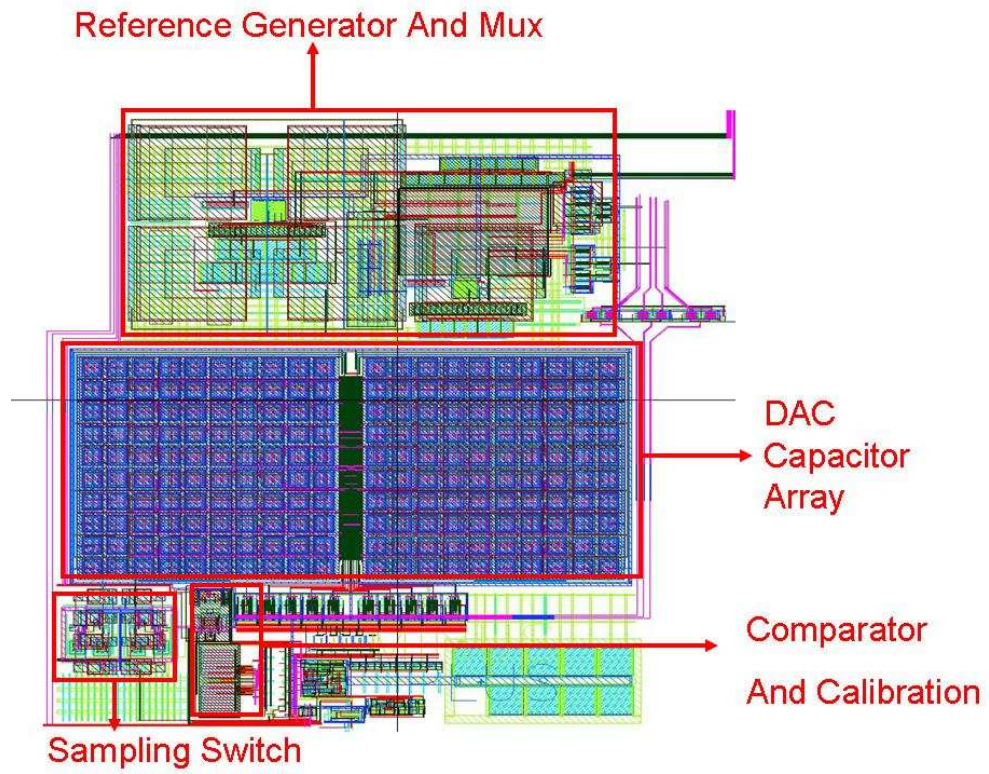 Reference Generator And Mux
DAC
Capacitor
Array
Comparator
And Calibration
Sampling Switch